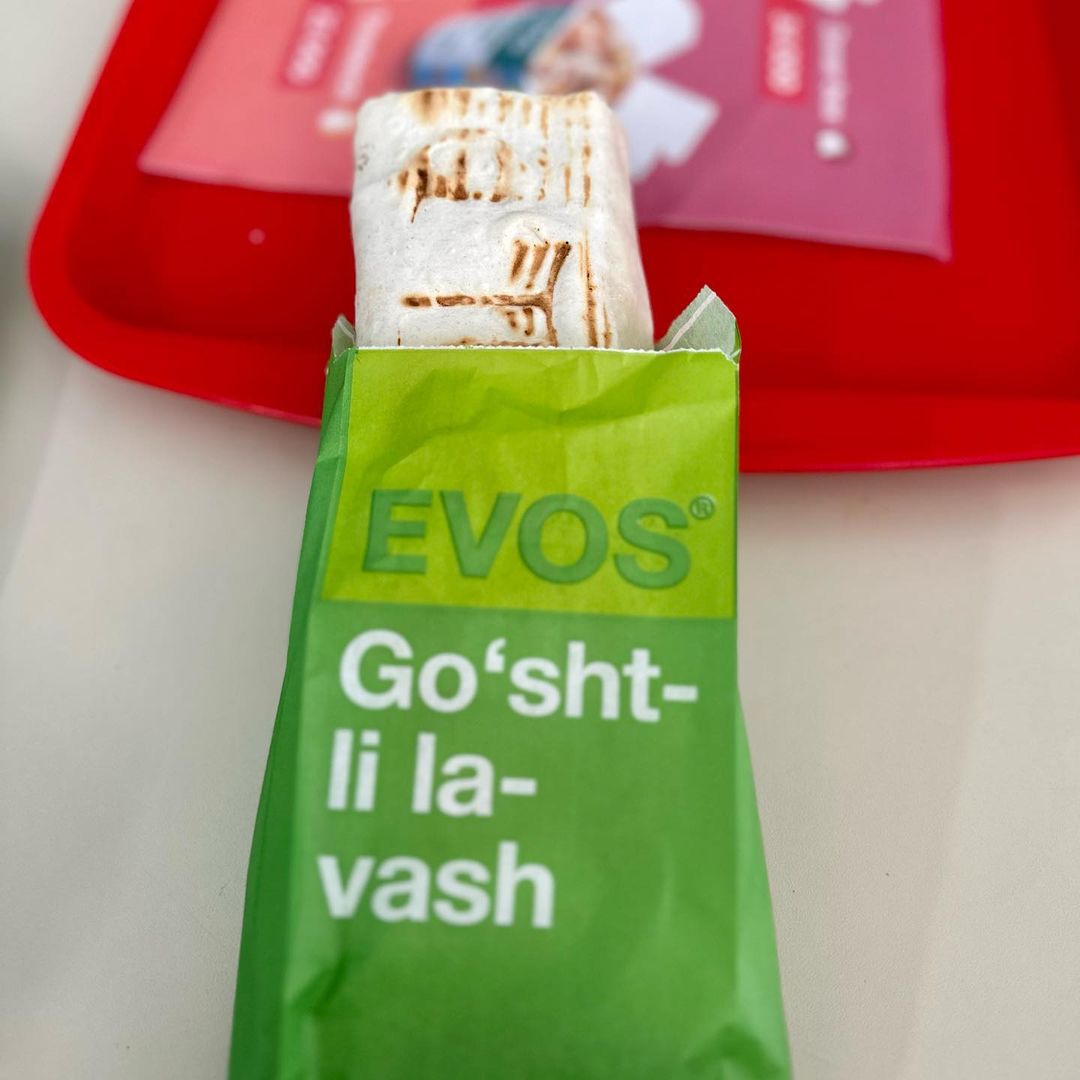 EVOS®
Go‘sht-
li la-
vash